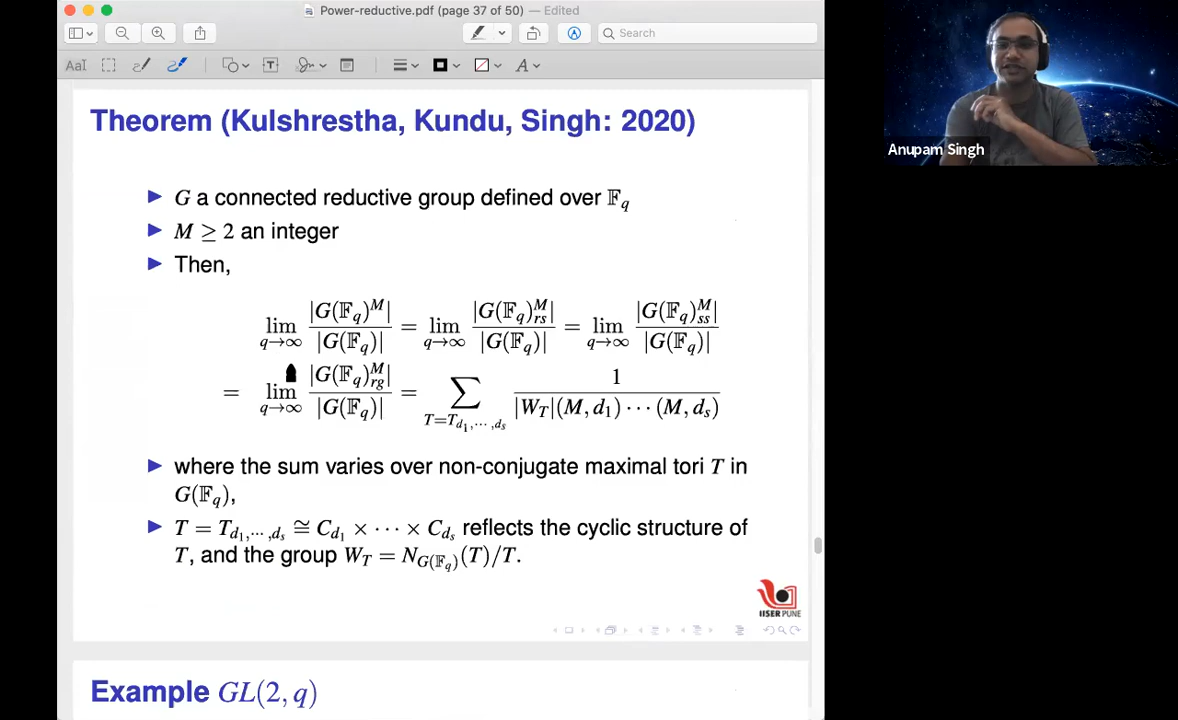 Power-reductive.pdf (page 37 of 50) — Edited
Search
AaI
Theorem (Kulshrestha, Kundu, Singh: 2020)
▶ G a connected reductive group defined over 𝔽_q
▶ M ≥ 2 an integer
▶ Then,
lim_{q→∞} |G(𝔽_q)^M| / |G(𝔽_q)| = lim_{q→∞} |G(𝔽_q)^M_{rs}| / |G(𝔽_q)| = lim_{q→∞} |G(𝔽_q)^M_{ss}| / |G(𝔽_q)|
= lim_{q→∞} |G(𝔽_q)^M_{rg}| / |G(𝔽_q)| = ∑_{T=T_{d_1,⋯,d_s}} 1 / |W_T|(M, d_1)⋯(M, d_s)
▶ where the sum varies over non-conjugate maximal tori T in
G(𝔽_q),
▶ T = T_{d_1,⋯,d_s} ≅ C_{d_1} × ⋯ × C_{d_s} reflects the cyclic structure of
T, and the group W_T = N_{G(𝔽_q)}(T)/T.
IISER PUNE
Example GL(2, q)
Anupam Singh